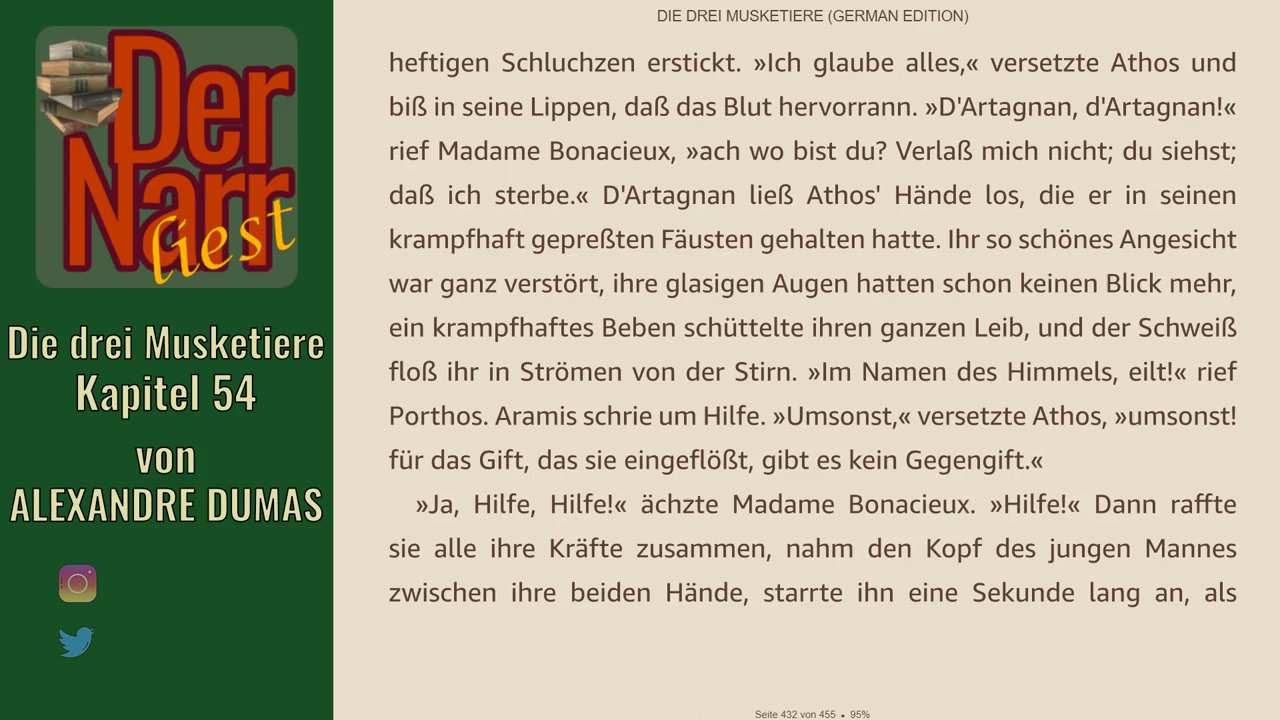 Der
Narr
liest
Die drei Musketiere
Kapitel 54
von
ALEXANDRE DUMAS
DIE DREI MUSKETIERE (GERMAN EDITION)
heftigen Schluchzen erstickt. »Ich glaube alles,« versetzte Athos und
biß in seine Lippen, daß das Blut hervorrann. »D'Artagnan, d'Artagnan!«
rief Madame Bonacieux, »ach wo bist du? Verlaß mich nicht; du siehst;
daß ich sterbe.« D'Artagnan ließ Athos' Hände los, die er in seinen
krampfhaft gepreßten Fäusten gehalten hatte. Ihr so schönes Angesicht
war ganz verstört, ihre glasigen Augen hatten schon keinen Blick mehr,
ein krampfhaftes Beben schüttelte ihren ganzen Leib, und der Schweiß
floß ihr in Strömen von der Stirn. »Im Namen des Himmels, eilt!« rief
Porthos. Aramis schrie um Hilfe. »Umsonst,« versetzte Athos, »umsonst!
für das Gift, das sie eingeflößt, gibt es kein Gegengift.«
»Ja, Hilfe, Hilfe!« ächzte Madame Bonacieux. »Hilfe!« Dann raffte
sie alle ihre Kräfte zusammen, nahm den Kopf des jungen Mannes
zwischen ihre beiden Hände, starrte ihn eine Sekunde lang an, als
Seite 432 von 455 • 95%